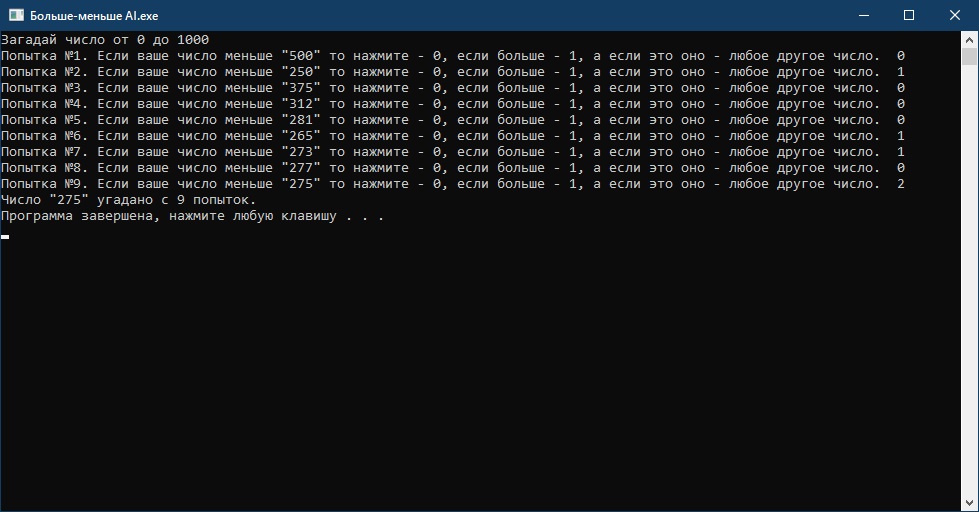 Больше-меньше AI.exe
Загадай число от 0 до 1000
Попытка №1. Если ваше число меньше "500" то нажмите - 0, если больше - 1, а если это оно - любое другое число.  0
Попытка №2. Если ваше число меньше "250" то нажмите - 0, если больше - 1, а если это оно - любое другое число.  1
Попытка №3. Если ваше число меньше "375" то нажмите - 0, если больше - 1, а если это оно - любое другое число.  0
Попытка №4. Если ваше число меньше "312" то нажмите - 0, если больше - 1, а если это оно - любое другое число.  0
Попытка №5. Если ваше число меньше "281" то нажмите - 0, если больше - 1, а если это оно - любое другое число.  0
Попытка №6. Если ваше число меньше "265" то нажмите - 0, если больше - 1, а если это оно - любое другое число.  1
Попытка №7. Если ваше число меньше "273" то нажмите - 0, если больше - 1, а если это оно - любое другое число.  1
Попытка №8. Если ваше число меньше "277" то нажмите - 0, если больше - 1, а если это оно - любое другое число.  0
Попытка №9. Если ваше число меньше "275" то нажмите - 0, если больше - 1, а если это оно - любое другое число.  2
Число "275" угадано с 9 попыток.
Программа завершена, нажмите любую клавишу . . .